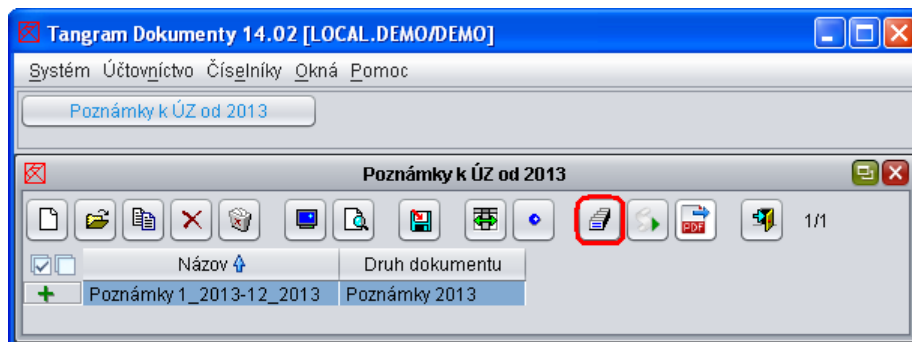 Tangram Dokumenty 14.02 [LOCAL.DEMO/DEMO]
Systém Účtovníctvo Číselníky Okná Pomoc
Poznámky k ÚZ od 2013
Poznámky k ÚZ od 2013
PDF 1/1
Názov Druh dokumentu
Poznámky 1_2013-12_2013 Poznámky 2013